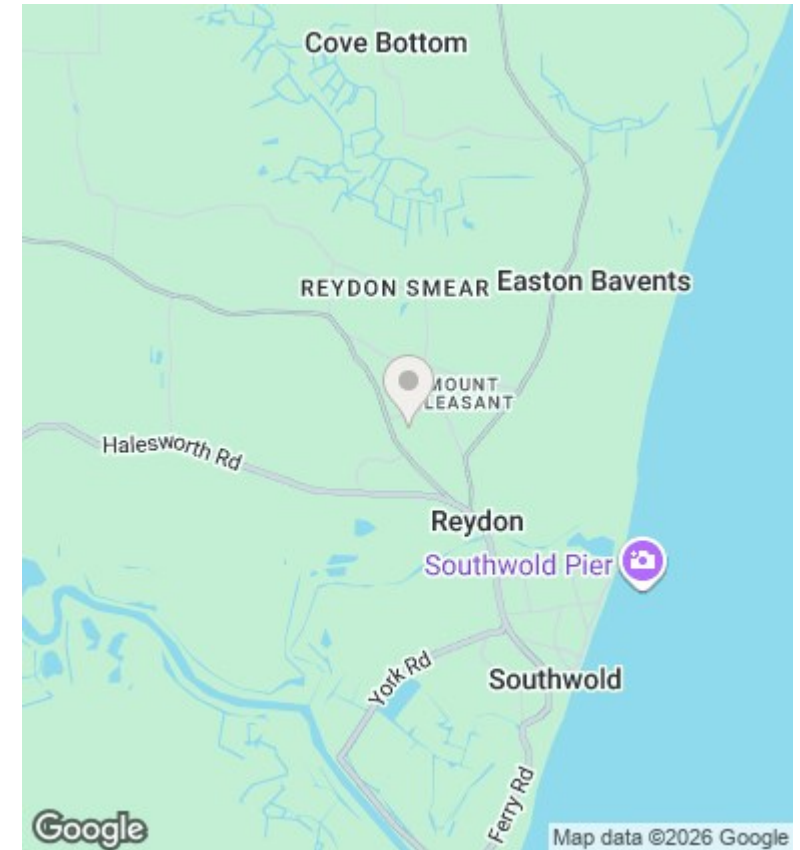 Cove Bottom
REYDON SMEAR
Easton Bavents
MOUNT
LEASANT
Halesworth Rd
Reydon
Southwold Pier
York Rd
Southwold
Ferry Rd
Google
Map data ©2026 Google